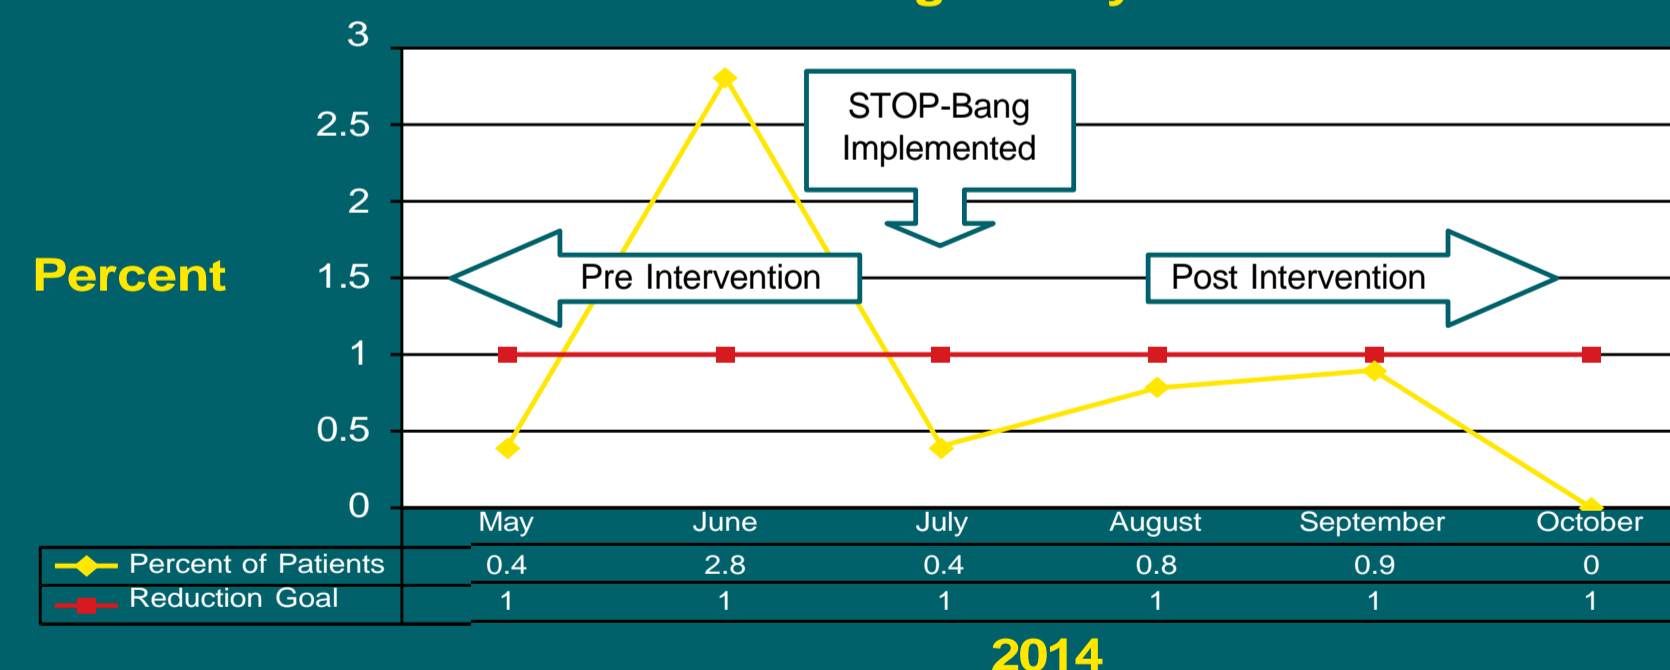 3
2.5
2
1.5
1
0.5
0
Percent
STOP-Bang
Implemented
Pre Intervention
Post Intervention
May June July August September October
Percent of Patients 0.4 2.8 0.4 0.8 0.9 0
Reduction Goal 1 1 1 1 1 1
2014